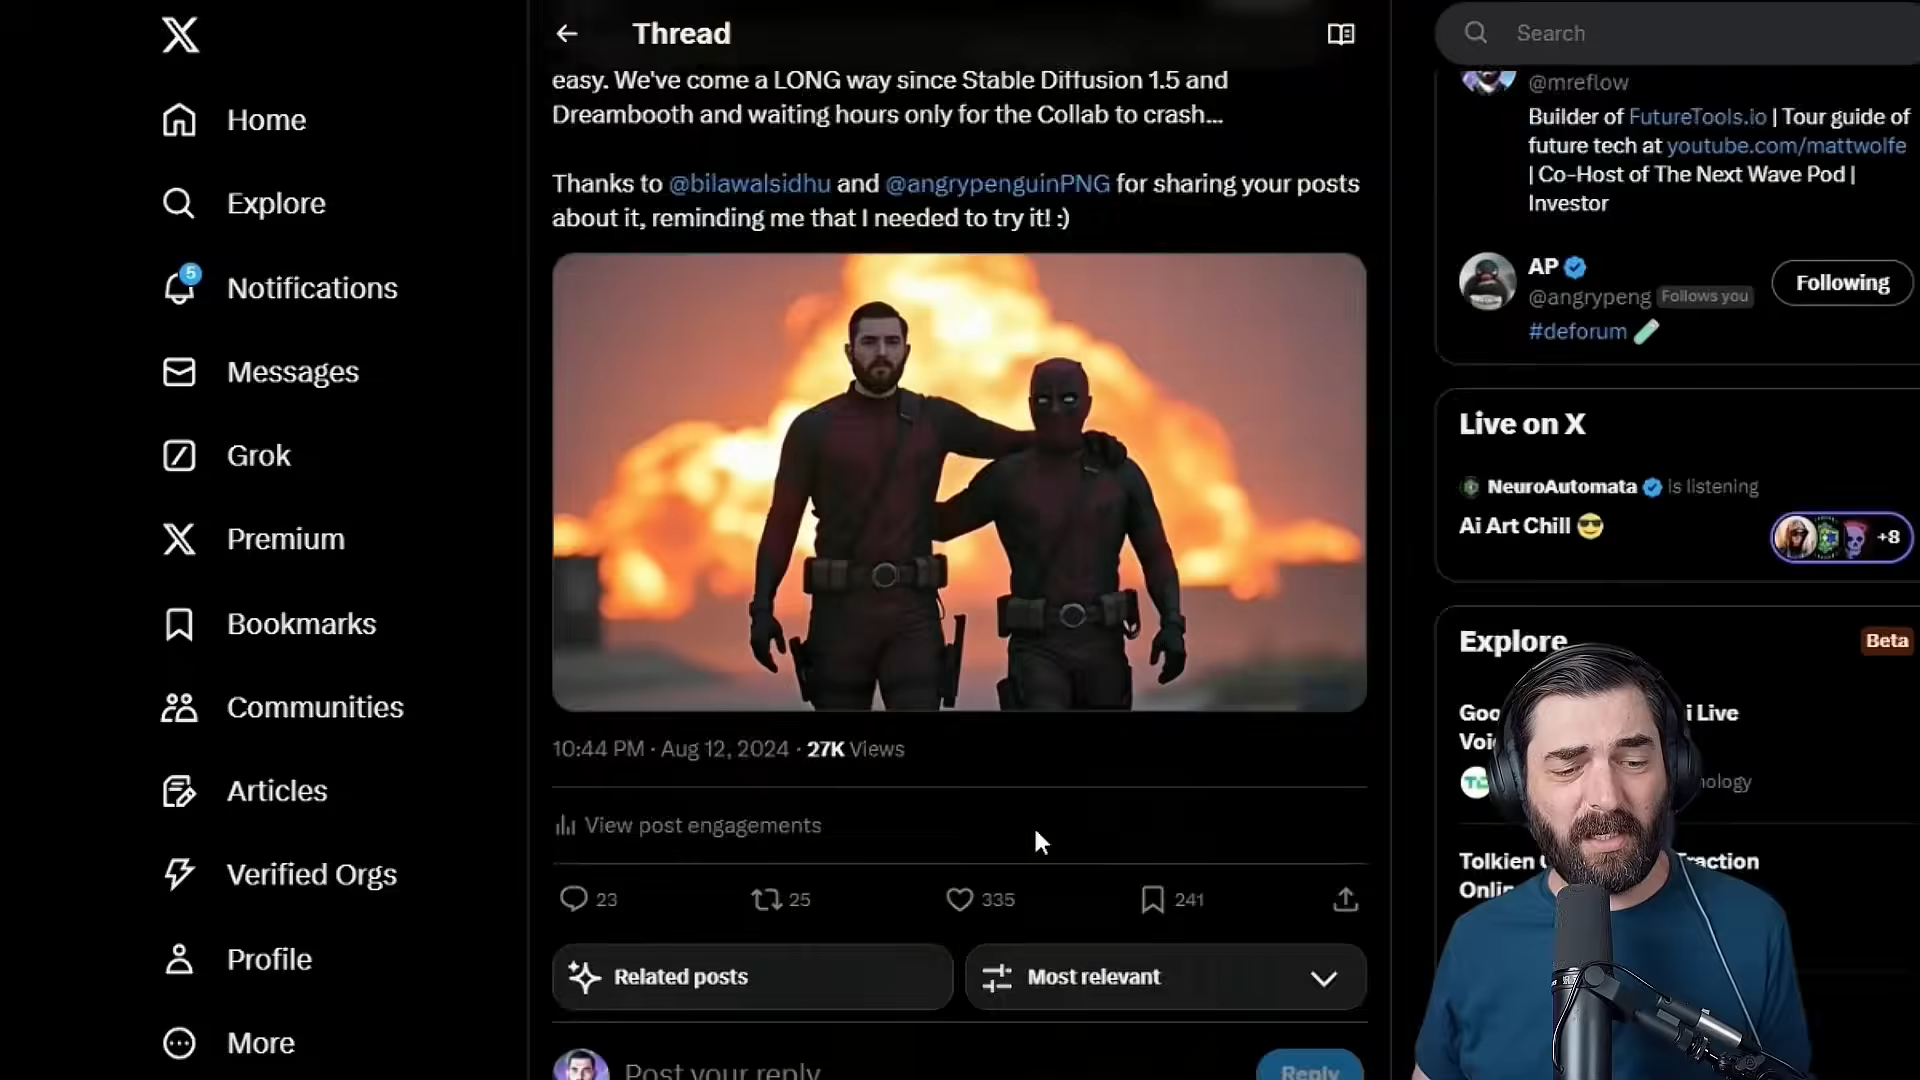 Home
Explore
5
Notifications
Messages
Grok
Premium
Bookmarks
Communities
Articles
Verified Orgs
Profile
More
Thread
easy. We've come a LONG way since Stable Diffusion 1.5 and
Dreambooth and waiting hours only for the Collab to crash...
Thanks to @bilawalsidhu and @angrypenguinPNG for sharing your posts
about it, reminding me that I needed to try it! :)
10:44 PM · Aug 12, 2024 · 27K Views
View post engagements
23 25 335 241
Related posts
Most relevant
Post your reply
Reply
Search
@mreflow
Builder of FutureTools.io | Tour guide of
future tech at youtube.com/mattwolfe
| Co-Host of The Next Wave Pod |
Investor
AP
Following
@angrypeng Follows you
#deforum
Live on X
NeuroAutomata is listening
Ai Art Chill 😎
+8
Explore
Beta
i Live
Tolkien